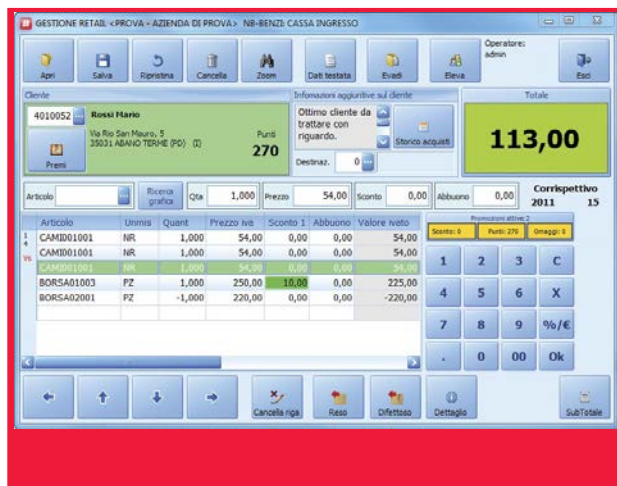 GESTIONE RETAIL <PROVA - AZIENDA DI PROVA> NB-BENZI: CASSA INGRESSO
Apri Salva Ripristina Cancella Zoom Dati testata Evadi Eleva Operatore: admin Esci
Cliente Informazioni aggiuntive sul cliente Totale
4010052 Rossi Mario
Via Rio San Mauro, 5
35031 ABANO TERME (PD) (I)
Premi
Punti
270
Ottimo cliente da
trattare con
riguardo.
Storico acquisti
Destinaz. 0
113,00
Articolo Ricerca grafica Qta 1,000 Prezzo 54,00 Sconto 0,00 Abbuono 0,00 Corrispettivo
2011 15
Articolo Unmis Quant Prezzo iva Sconto 1 Abbuono Valore ivato
CAMID01001 NR 1,000 54,00 0,00 0,00 54,00
CAMID01001 NR 1,000 54,00 0,00 0,00 54,00
CAMID01001 NR 1,000 54,00 0,00 0,00 54,00
BORSA01003 PZ 1,000 250,00 10,00 0,00 225,00
BORSA02001 PZ -1,000 220,00 0,00 0,00 -220,00
Promozioni attive: 2
Sconto: 0 Punti: 270 Omaggi: 0
1 2 3 C
4 5 6 X
7 8 9 %/€
. 0 00 Ok
Cancella riga Reso Difettoso Dettaglio SubTotale